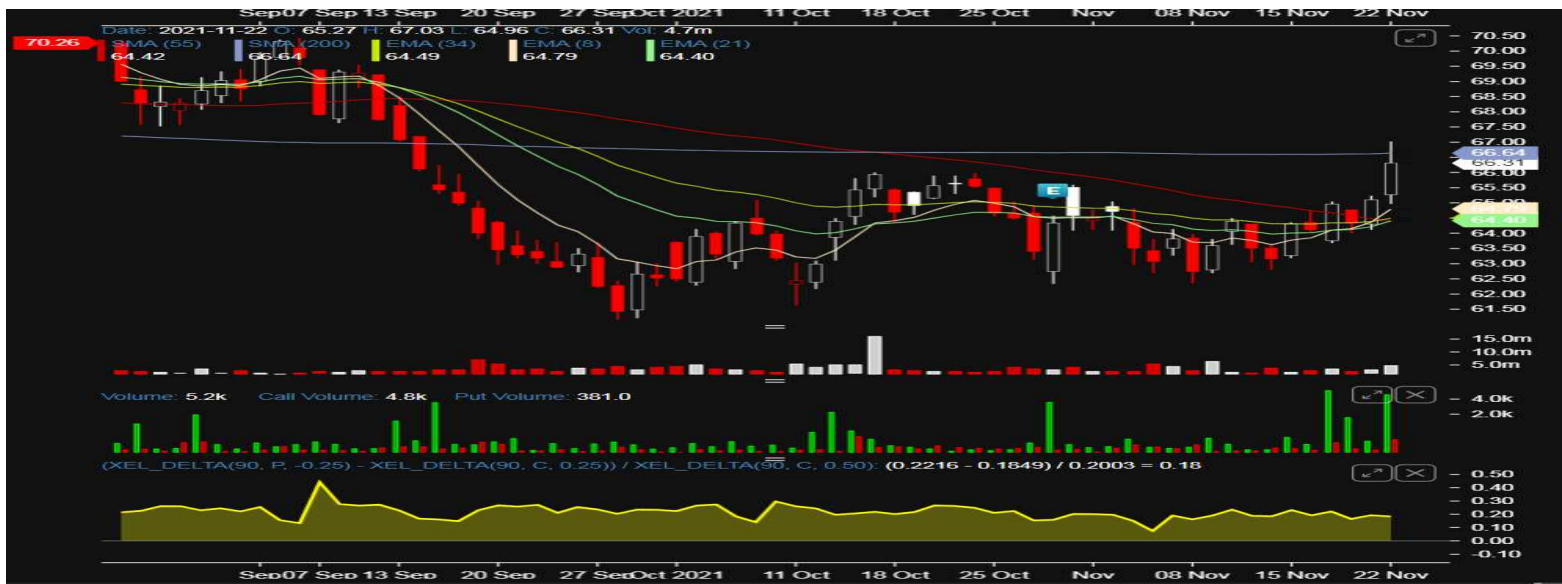 Sep07 Sep 13 Sep 20 Sep 27 SepOct 2021 11 Oct 18 Oct 25 Oct Nov 08 Nov 15 Nov 22 Nov
Date: 2021-11-22 O: 65.27 H: 67.03 L: 64.96 C: 66.31 Vol: 4.7m
70.26
SMA (55) SMA (200) EMA (34) EMA (8) EMA (21)
64.42 66.64 64.49 64.79 64.40
E
70.50
70.00
69.50
69.00
68.50
68.00
67.50
67.00
66.64
66.31
66.00
65.50
65.00
64.40
64.00
63.50
63.00
62.50
62.00
61.50
15.0m
10.0m
5.0m
Volume: 5.2k Call Volume: 4.8k Put Volume: 381.0
4.0k
2.0k
(XEL_DELTA(90, P, -0.25) - XEL_DELTA(90, C, 0.25)) / XEL_DELTA(90, C, 0.50): (0.2216 - 0.1849) / 0.2003 = 0.18
0.50
0.40
0.30
0.20
0.10
0.00
-0.10
Sep07 Sep 13 Sep 20 Sep 27 SepOct 2021 11 Oct 18 Oct 25 Oct Nov 08 Nov 15 Nov 22 Nov